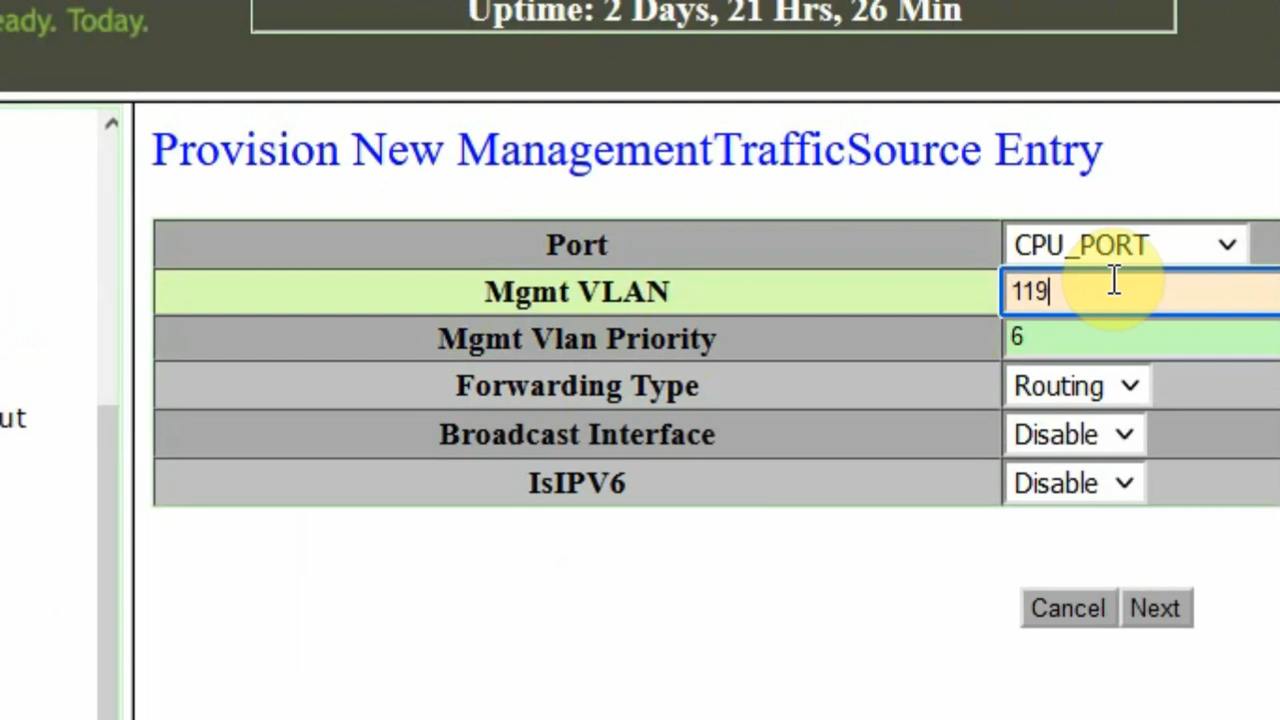 eady. Today.
Uptime: 2 Days, 21 Hrs, 26 Min
Provision New ManagementTrafficSource Entry
Port CPU_PORT
Mgmt VLAN 119
Mgmt Vlan Priority 6
Forwarding Type Routing
Broadcast Interface Disable
IsIPV6 Disable
ut
Cancel Next